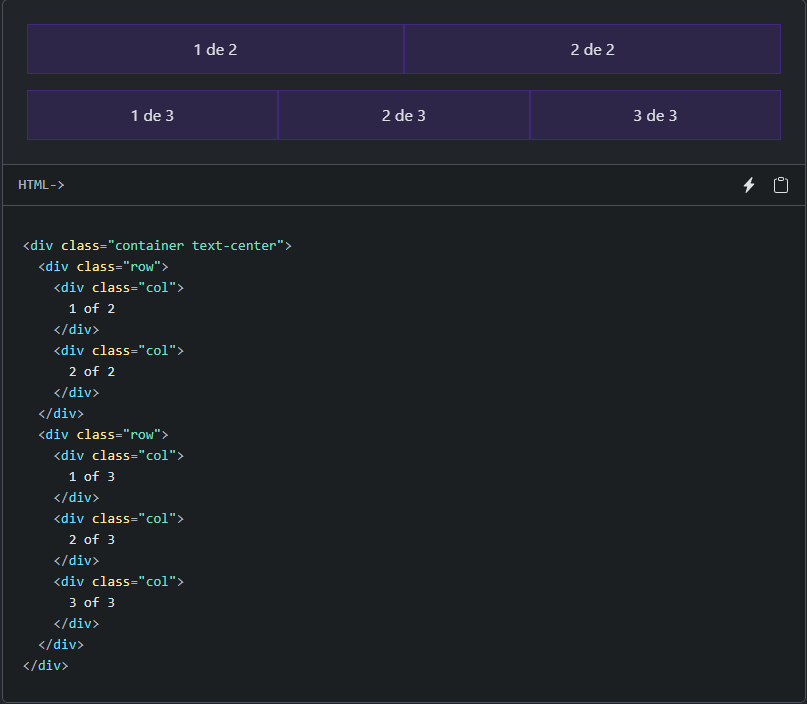 1 de 2 2 de 2
1 de 3 2 de 3 3 de 3
HTML->
<div class="container text-center">
  <div class="row">
    <div class="col">
      1 of 2
    </div>
    <div class="col">
      2 of 2
    </div>
  </div>
  <div class="row">
    <div class="col">
      1 of 3
    </div>
    <div class="col">
      2 of 3
    </div>
    <div class="col">
      3 of 3
    </div>
  </div>
</div>